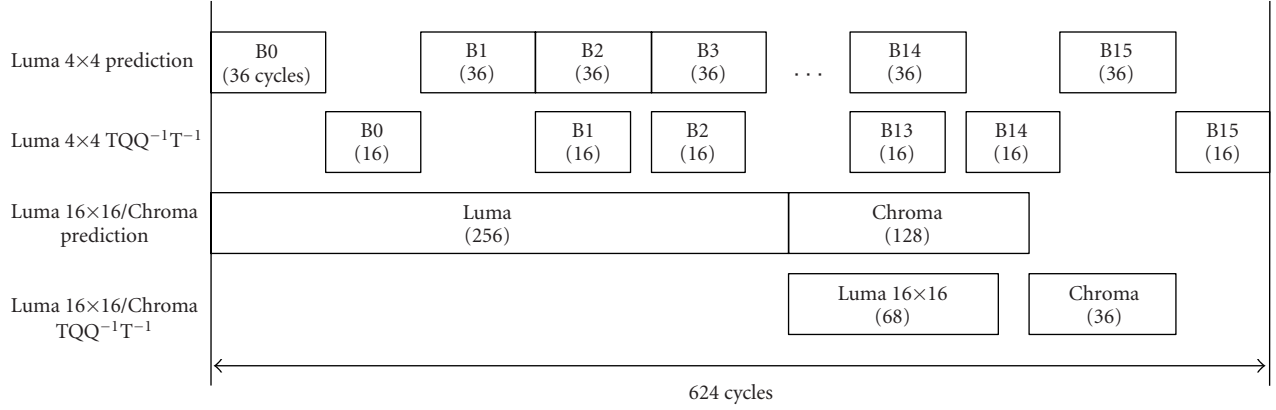 Luma 4×4 prediction
B0
(36 cycles)
B1
(36)
B2
(36)
B3
(36)
. . .
B14
(36)
B15
(36)
Luma 4×4 TQQ⁻¹T⁻¹
B0
(16)
B1
(16)
B2
(16)
B13
(16)
B14
(16)
B15
(16)
Luma 16×16/Chroma
prediction
Luma
(256)
Chroma
(128)
Luma 16×16/Chroma
TQQ⁻¹T⁻¹
Luma 16×16
(68)
Chroma
(36)
624 cycles